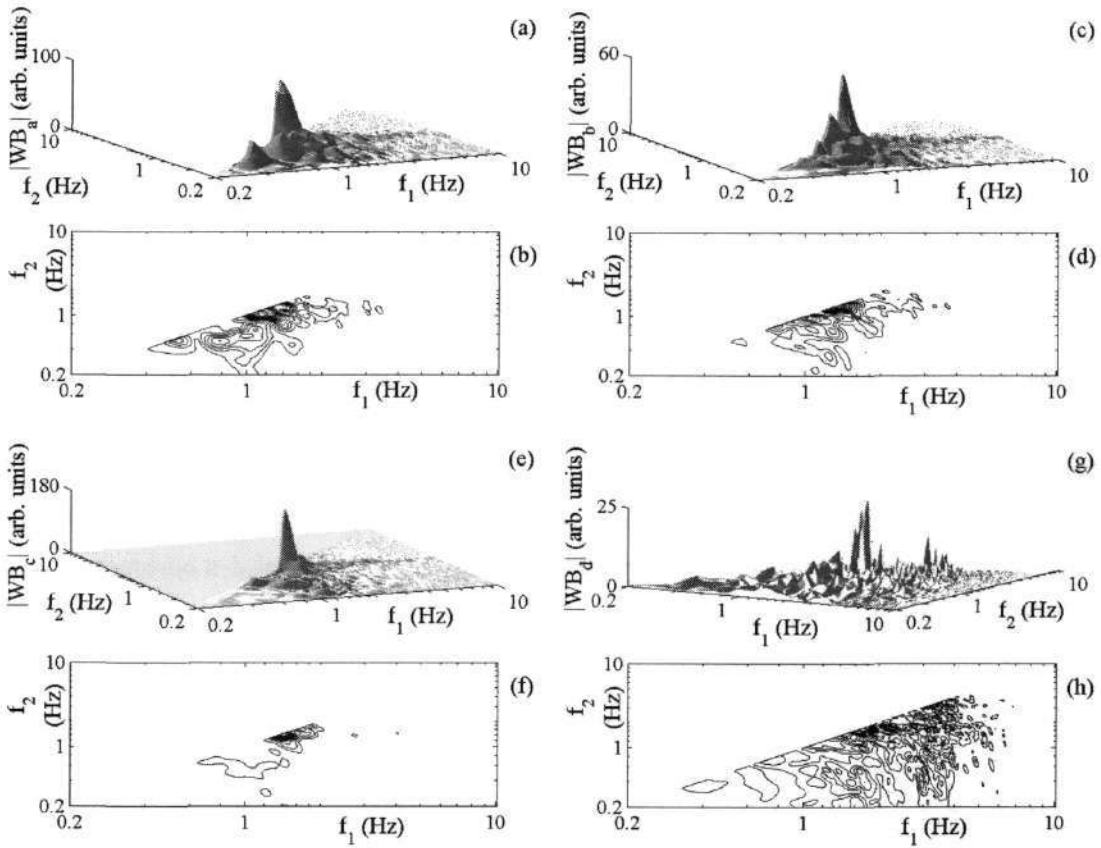 (a)
|WB_a| (arb. units)
100
0
10
1
0.2
f_2 (Hz)
0.2
1
10
f_1 (Hz)
(c)
|WB_b| (arb. units)
60
0
10
1
0.2
f_2 (Hz)
0.2
1
10
f_1 (Hz)
(b)
10
1
0.2
f_2
(Hz)
0.2
1
10
f_1 (Hz)
(d)
10
1
0.2
f_2
(Hz)
0.2
1
10
f_1 (Hz)
(e)
|WB_c| (arb. units)
180
0
10
1
0.2
f_2 (Hz)
0.2
1
10
f_1 (Hz)
(g)
|WB_d| (arb. units)
25
0
0.2
1
10
f_1 (Hz)
0.2
1
10
f_2 (Hz)
(f)
10
1
0.2
f_2
(Hz)
0.2
1
10
f_1 (Hz)
(h)
10
1
0.2
f_2
(Hz)
0.2
1
10
f_1 (Hz)